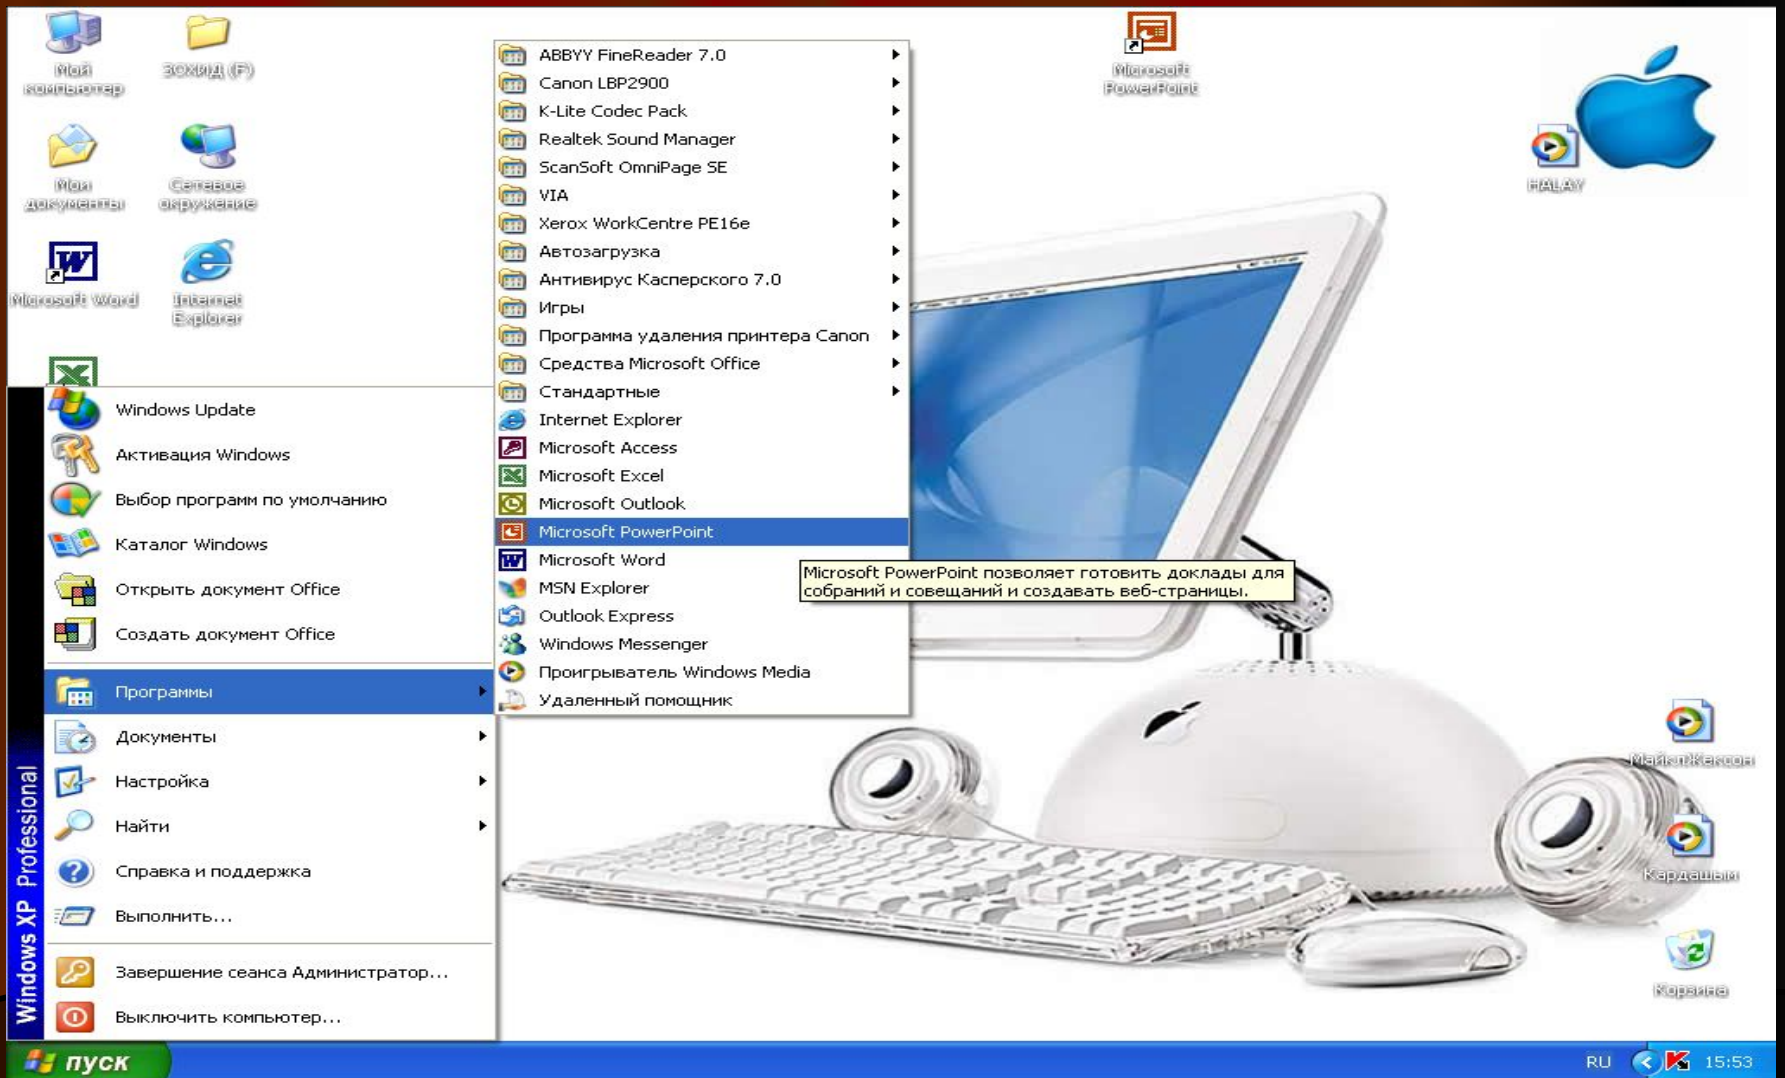 Мой
компьютер
ЗОХИД (F)
Мои
документы
Сетевое
окружение
Microsoft Word
Internet
Explorer
Microsoft
PowerPoint
HALAY
ABBYY FineReader 7.0
Canon LBP2900
K-Lite Codec Pack
Realtek Sound Manager
ScanSoft OmniPage SE
VIA
Xerox WorkCentre PE16e
Автозагрузка
Антивирус Касперского 7.0
Игры
Программа удаления принтера Canon
Средства Microsoft Office
Стандартные
Internet Explorer
Microsoft Access
Microsoft Excel
Microsoft Outlook
Microsoft PowerPoint
Microsoft Word
MSN Explorer
Outlook Express
Windows Messenger
Проигрыватель Windows Media
Удаленный помощник
Microsoft PowerPoint позволяет готовить доклады для
собраний и совещаний и создавать веб-страницы.
Windows Update
Активация Windows
Выбор программ по умолчанию
Каталог Windows
Открыть документ Office
Создать документ Office
Программы
Документы
Настройка
Найти
Справка и поддержка
Выполнить...
Завершение сеанса Администратор...
Выключить компьютер...
Windows XP Professional
МайклЖексон
Кардашым
Корзина
пуск
RU
15:53